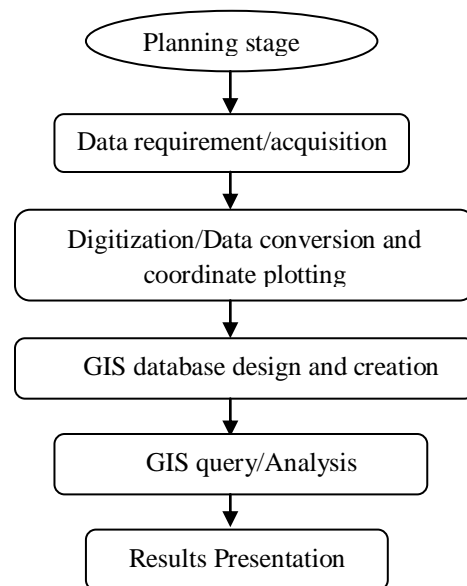 Planning stage
Data requirement/acquisition
Digitization/Data conversion and
coordinate plotting
GIS database design and creation
GIS query/Analysis
Results Presentation